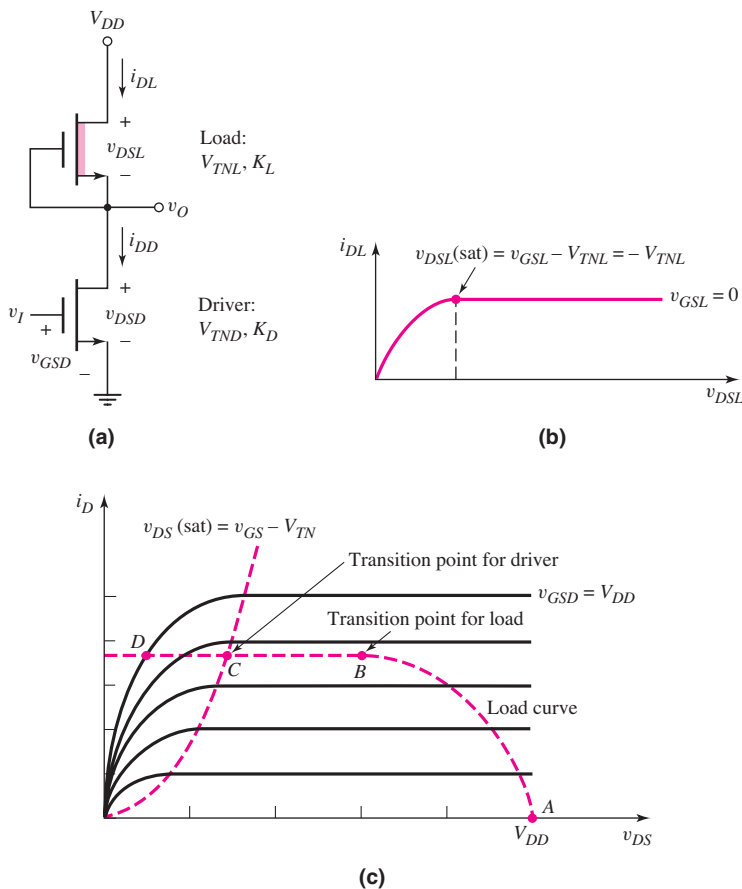 V_DD
i_DL
+
v_DSL
Load:
V_TNL, K_L
−
v_O
i_DD
+
v_I
+
v_DSD
Driver:
V_TND, K_D
v_GSD
−
−
(a)
i_DL
v_DSL(sat) = v_GSL − V_TNL = − V_TNL
v_GSL = 0
v_DSL
(b)
i_D
v_DS (sat) = v_GS − V_TN
Transition point for driver
v_GSD = V_DD
Transition point for load
D
C
B
Load curve
A
V_DD
v_DS
(c)